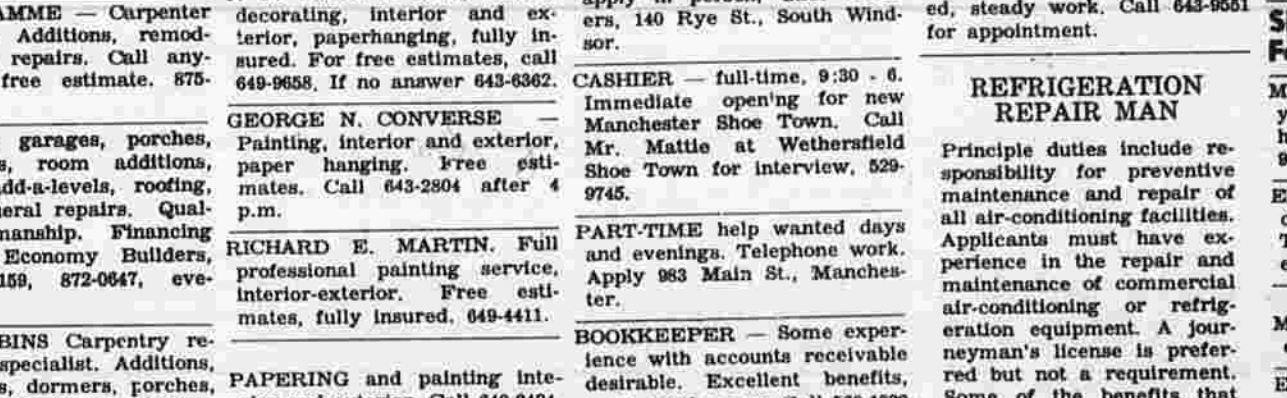 AMME — Carpenter
Additions, remod-
repairs. Call any-
free estimate. 875-
garages, porches,
s, room additions,
add-a-levels, roofing,
neral repairs. Qual-
manship. Financing
Economy Builders,
159, 872-0647, eve-
BINS Carpentry re-
specialist. Additions,
s, dormers, porches,
decorating, interior and ex-
terior, paperhanging, fully in-
sured. For free estimates, call
649-9658. If no answer 643-6362.
GEORGE N. CONVERSE —
Painting, interior and exterior,
paper hanging. Free esti-
mates. Call 643-2804 after 4
p.m.
RICHARD E. MARTIN. Full
professional painting service,
interior-exterior. Free esti-
mates, fully insured. 649-4411.
PAPERING and painting inte-
ers, 140 Rye St., South Wind-
sor.
CASHIER — full-time, 9:30 - 6.
Immediate opening for new
Manchester Shoe Town. Call
Mr. Mattie at Wethersfield
Shoe Town for interview, 529-
9745.
PART-TIME help wanted days
and evenings. Telephone work.
Apply 983 Main St., Manches-
ter.
BOOKKEEPER — Some exper-
ience with accounts receivable
desirable. Excellent benefits,
ed, steady work. Call 643-9551
for appointment.
REFRIGERATION
REPAIR MAN
Principle duties include re-
sponsibility for preventive
maintenance and repair of
all air-conditioning facilities.
Applicants must have ex-
perience in the repair and
maintenance of commercial
air-conditioning or refrig-
eration equipment. A jour-
neyman's license is prefer-
red but not a requirement.
Some of the benefits that